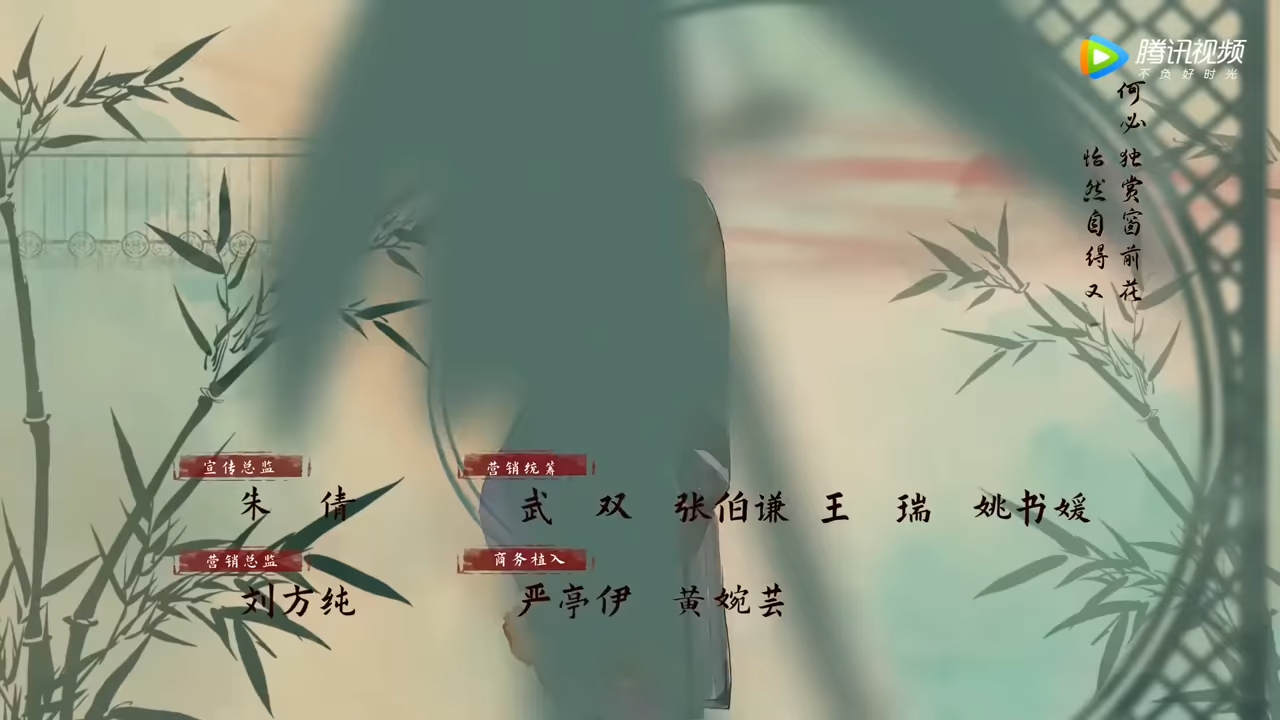 腾讯视频
不负好时光
何必 独赏窗前花
怡然自得又
宣传总监
朱 倩
营销统筹
武 双 张伯谦 王 瑞 姚书媛
营销总监
刘方纯
商务植入
严亭伊 黄婉芸